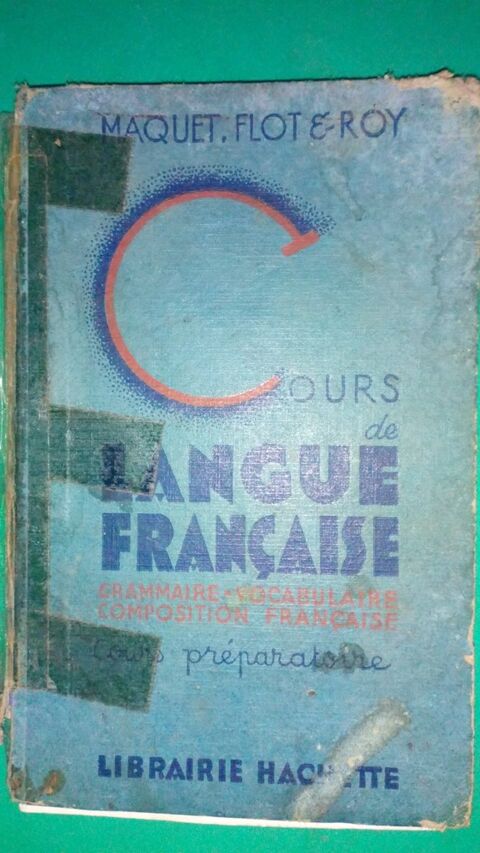 MAQUET, FLOT & ROY
COURS
de
LANGUE
FRANÇAISE
GRAMMAIRE - VOCABULAIRE
COMPOSITION FRANÇAISE
Cours préparatoire
LIBRAIRIE HACHETTE